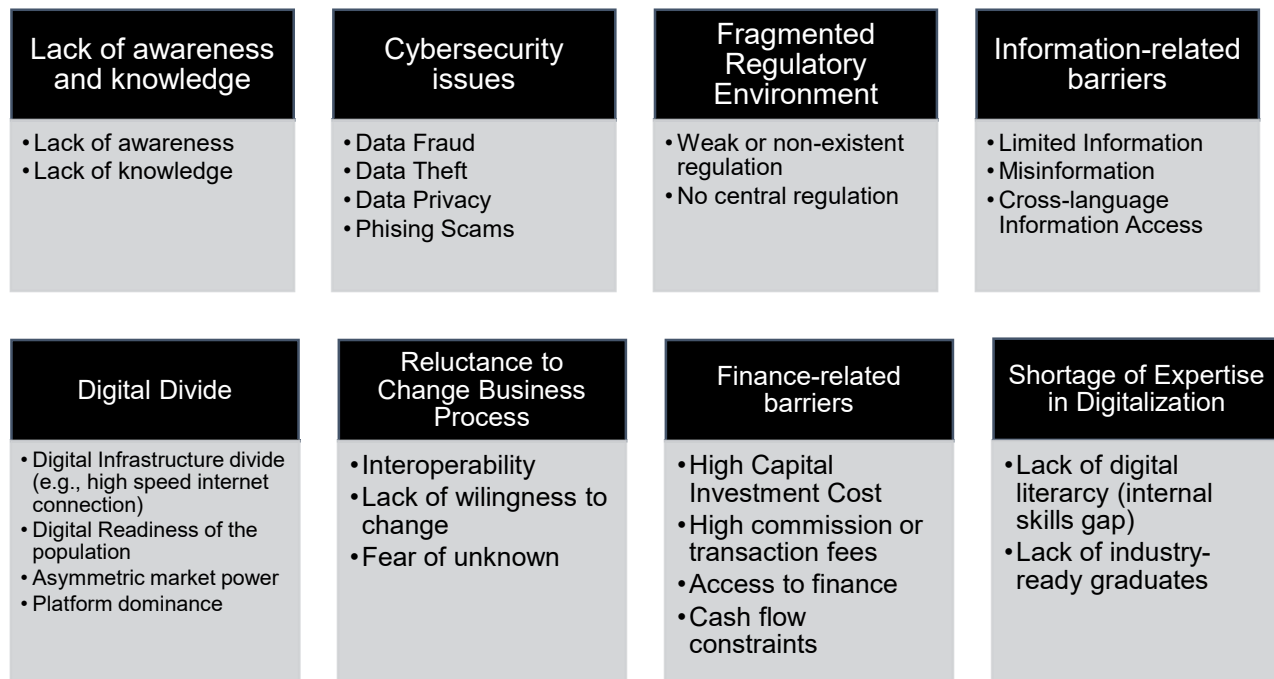 Lack of awareness
and knowledge
• Lack of awareness
• Lack of knowledge
Cybersecurity
issues
• Data Fraud
• Data Theft
• Data Privacy
• Phising Scams
Fragmented
Regulatory
Environment
• Weak or non-existent
regulation
• No central regulation
Information-related
barriers
• Limited Information
• Misinformation
• Cross-language
Information Access
Digital Divide
• Digital Infrastructure divide
(e.g., high speed internet
connection)
• Digital Readiness of the
population
• Asymmetric market power
• Platform dominance
Reluctance to
Change Business
Process
• Interoperability
• Lack of wilingness to
change
• Fear of unknown
Finance-related
barriers
• High Capital
Investment Cost
• High commission or
transaction fees
• Access to finance
• Cash flow
constraints
Shortage of Expertise
in Digitalization
• Lack of digital
literarcy (internal
skills gap)
• Lack of industry-
ready graduates